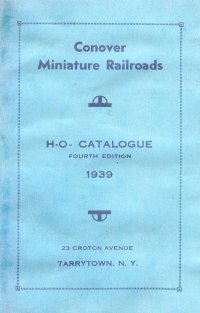 Conover
Miniature Railroads
H-O- CATALOGUE
FOURTH EDITION
1939
23 CROTON AVENUE
TARRYTOWN, N. Y.